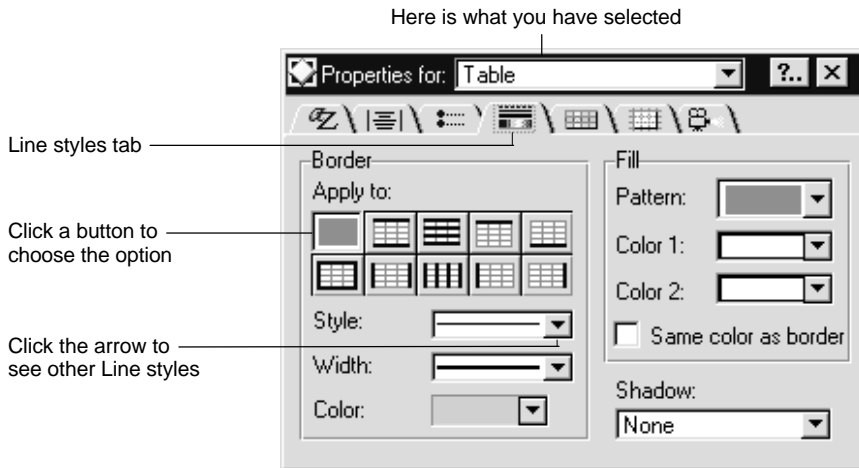 Here is what you have selected
Properties for: Table
?..
Line styles tab
Border
Apply to:
Click a button to
choose the option
Style:
Click the arrow to
see other Line styles
Width:
Color:
Fill
Pattern:
Color 1:
Color 2:
Same color as border
Shadow:
None